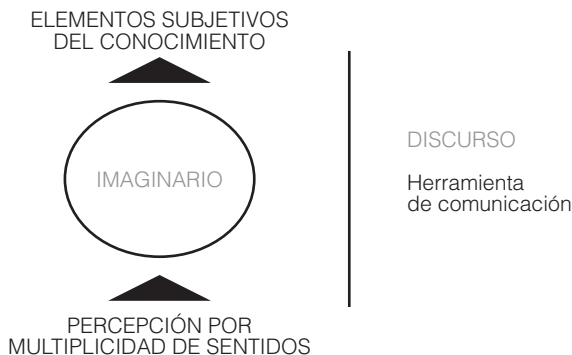 ELEMENTOS SUBJETIVOS
DEL CONOCIMIENTO
IMAGINARIO
PERCEPCIÓN POR
MULTIPLICIDAD DE SENTIDOS
DISCURSO
Herramienta
de comunicación